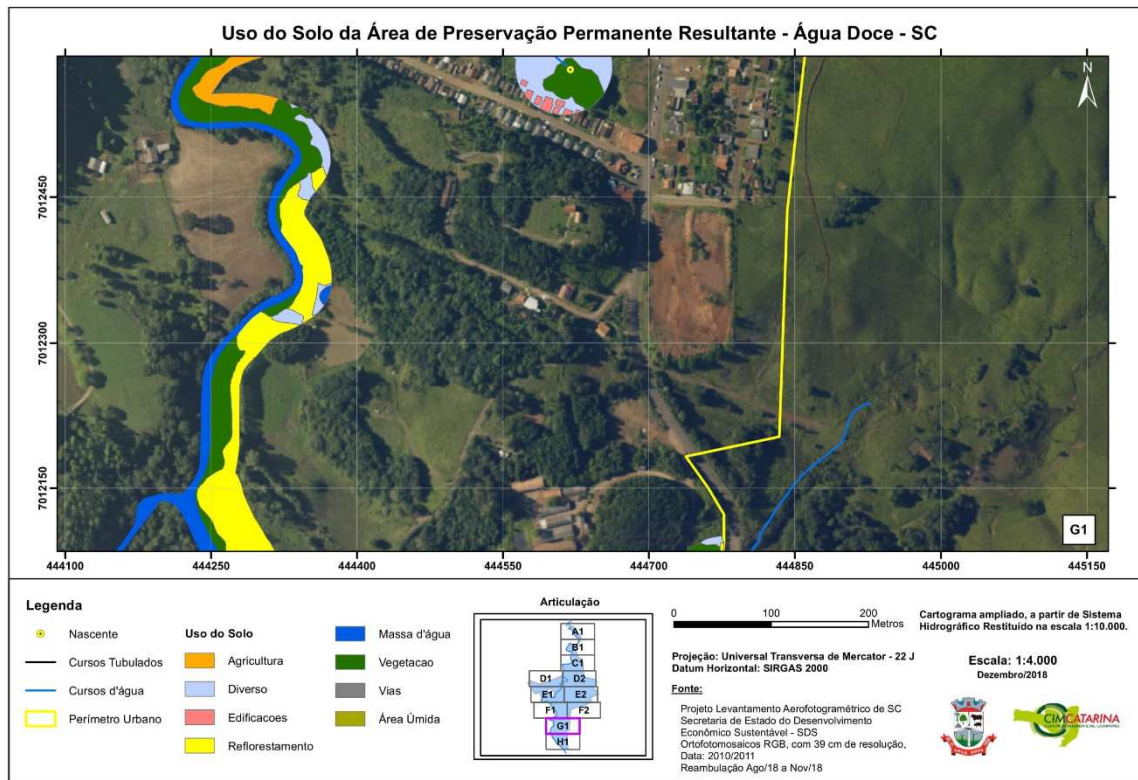 Uso do Solo da Área de Preservação Permanente Resultante - Água Doce - SC
N
7012450
7012300
7012150
G1
444100
444250
444400
444550
444700
444850
445000
445150
Legenda
Nascente
Cursos Tubulados
Cursos d'água
Perímetro Urbano
Uso do Solo
Agricultura
Diverso
Edificacoes
Reflorestamento
Massa d'água
Vegetacao
Vias
Área Úmida
Articulação
A1
B1
C1
D1
D2
E1
E2
F1
F2
G1
H1
0 100 200
Metros
Projeção: Universal Transversa de Mercator - 22 J
Datum Horizontal: SIRGAS 2000
Fonte:
Projeto Levantamento Aerofotogramétrico de SC
Secretaria de Estado do Desenvolvimento
Econômico Sustentável - SDS
Ortofotomosaicos RGB, com 39 cm de resolução,
Data: 2010/2011
Reambulação Ago/18 a Nov/18
Cartograma ampliado, a partir de Sistema
Hidrográfico Restituído na escala 1:10.000.
Escala: 1:4.000
Dezembro/2018
CIMCATARINA